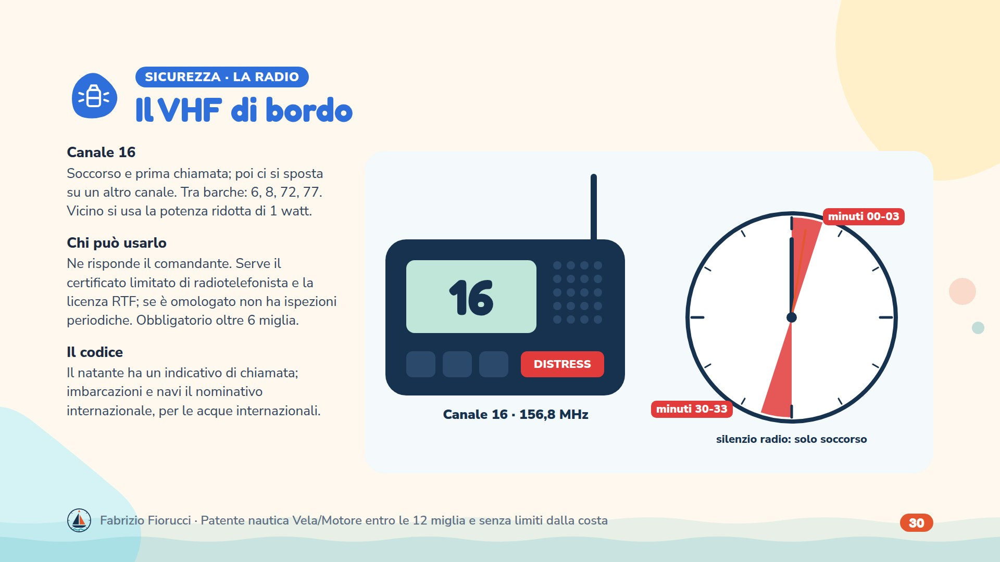 SICUREZZA · LA RADIO
Il VHF di bordo
Canale 16
Soccorso e prima chiamata; poi ci si sposta
su un altro canale. Tra barche: 6, 8, 72, 77.
Vicino si usa la potenza ridotta di 1 watt.
Chi può usarlo
Ne risponde il comandante. Serve il
certificato limitato di radiotelefonista e la
licenza RTF; se è omologato non ha ispezioni
periodiche. Obbligatorio oltre 6 miglia.
Il codice
Il natante ha un indicativo di chiamata;
imbarcazioni e navi il nominativo
internazionale, per le acque internazionali.
16
DISTRESS
Canale 16 · 156,8 MHz
minuti 00-03
minuti 30-33
silenzio radio: solo soccorso
Fabrizio Fiorucci · Patente nautica Vela/Motore entro le 12 miglia e senza limiti dalla costa
30